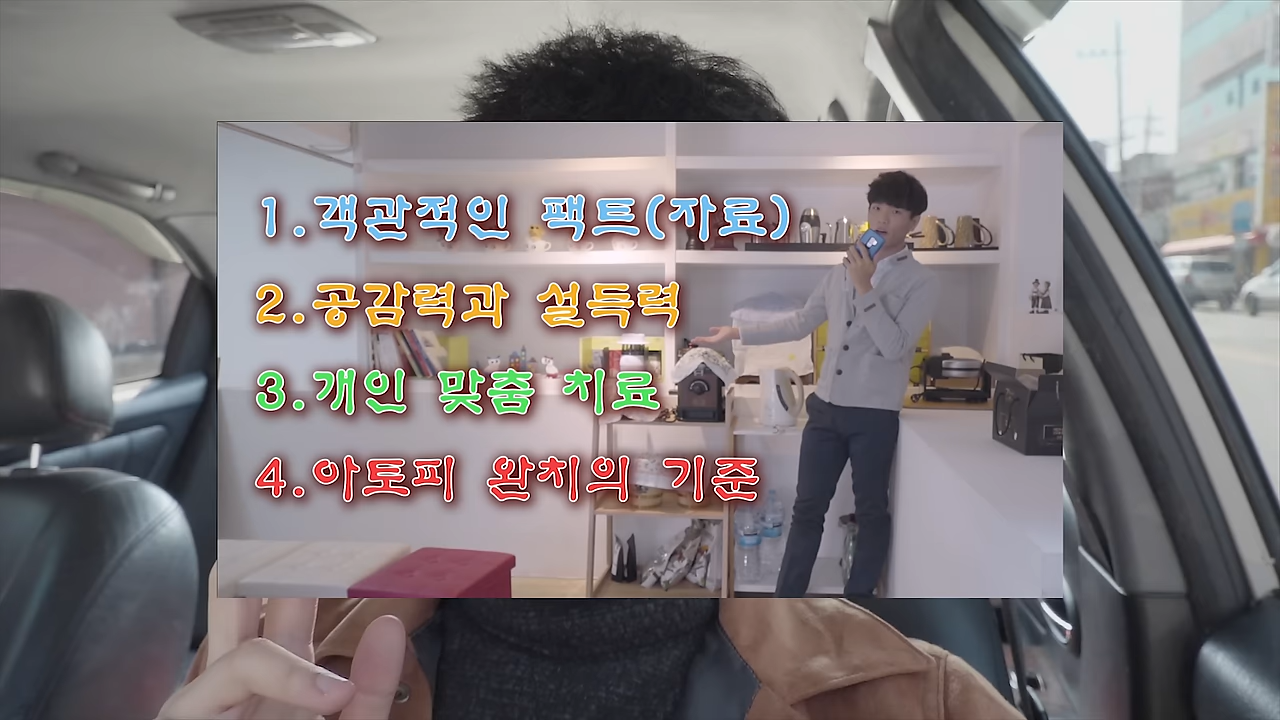 1.객관적인 팩트(자료)
2.공감력과 설득력
3.개인 맞춤 치료
4.아토피 완치의 기준